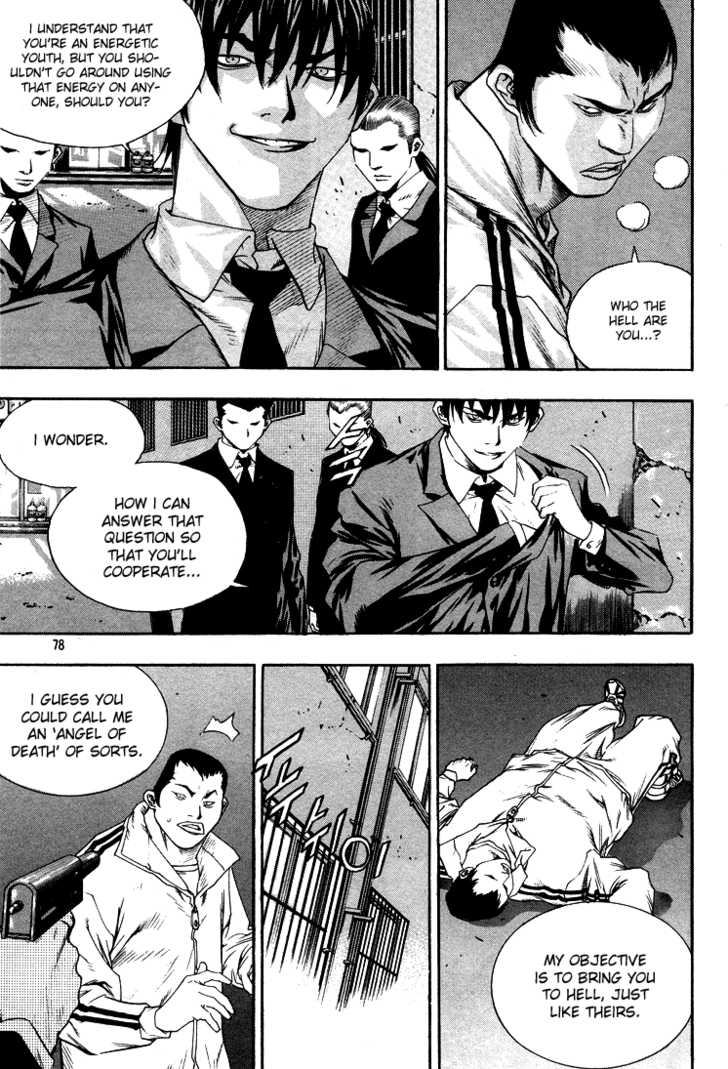 I UNDERSTAND THAT
YOU'RE AN ENERGETIC
YOUTH, BUT YOU SHO-
ULDN'T GO AROUND USING
THAT ENERGY ON ANY-
ONE, SHOULD YOU?
WHO THE
HELL ARE
YOU...?
I WONDER.
HOW I CAN
ANSWER THAT
QUESTION SO
THAT YOU'LL
COOPERATE...
78
I GUESS YOU
COULD CALL ME
AN 'ANGEL OF
DEATH' OF SORTS.
MY OBJECTIVE
IS TO BRING YOU
TO HELL, JUST
LIKE THEIRS.